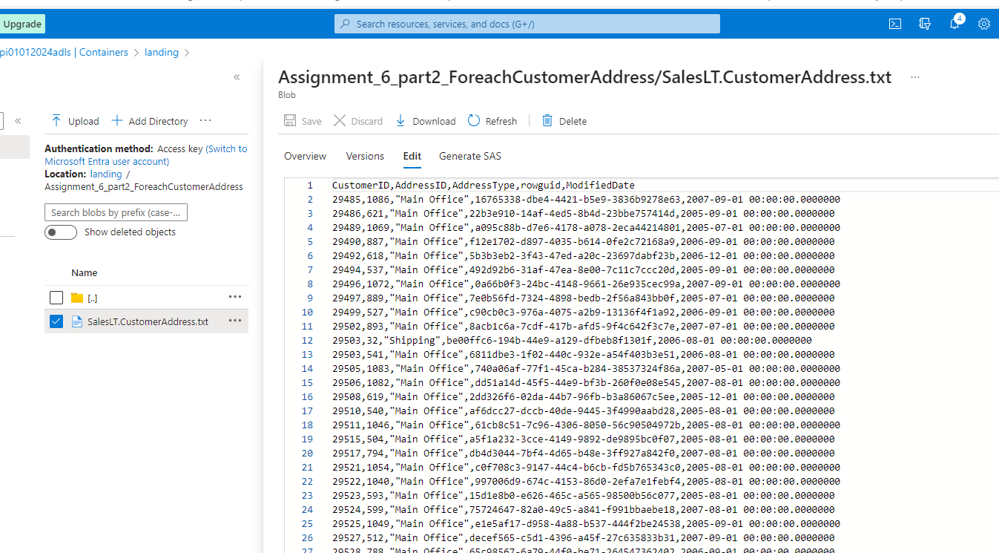 Upgrade
Search resources, services, and docs (G+/)
4
pi01012024adls | Containers > landing >
«
Assignment_6_part2_ForeachCustomerAddress/SalesLT.CustomerAddress.txt ...
Blob
«
Upload Add Directory ...
Save Discard Download Refresh Delete
Authentication method: Access key (Switch to
Microsoft Entra user account)
Location: landing /
Assignment_6_part2_ForeachCustomerAddress
Search blobs by prefix (case-...
Show deleted objects
Name
[..] ...
SalesLT.CustomerAddress.txt ...
Overview Versions Edit Generate SAS
1 CustomerID,AddressID,AddressType,rowguid,ModifiedDate
2 29485,1086,"Main Office",16765338-dbe4-4421-b5e9-3836b9278e63,2007-09-01 00:00:00.0000000
3 29486,621,"Main Office",22b3e910-14af-4ed5-8b4d-23bbe757414d,2005-09-01 00:00:00.0000000
4 29489,1069,"Main Office",a095c88b-d7e6-4178-a078-2eca44214801,2005-07-01 00:00:00.0000000
5 29490,887,"Main Office",f12e1702-d897-4035-b614-0fe2c72168a9,2006-09-01 00:00:00.0000000
6 29492,618,"Main Office",5b3b3eb2-3f43-47ed-a20c-23697dabf23b,2006-12-01 00:00:00.0000000
7 29494,537,"Main Office",492d92b6-31af-47ea-8e00-7c11c7ccc20d,2005-09-01 00:00:00.0000000
8 29496,1072,"Main Office",0a66b0f3-24bc-4148-9661-26e935cec99a,2007-09-01 00:00:00.0000000
9 29497,889,"Main Office",7e0b56fd-7324-4898-bedb-2f56a843bb0f,2005-07-01 00:00:00.0000000
10 29499,527,"Main Office",c90cb0c3-976a-4075-a2b9-13136f4f1a92,2006-09-01 00:00:00.0000000
11 29502,893,"Main Office",8acb1c6a-7cdf-417b-afd5-9f4c642f3c7e,2007-07-01 00:00:00.0000000
12 29503,32,"Shipping",be00ffc6-194b-44e9-a129-dfbeb8f1301f,2006-08-01 00:00:00.0000000
13 29503,541,"Main Office",6811dbe3-1f02-440c-932e-a54f403b3e51,2006-08-01 00:00:00.0000000
14 29505,1083,"Main Office",740a06af-77f1-45ca-b284-38537324f86a,2007-05-01 00:00:00.0000000
15 29506,1082,"Main Office",dd51a14d-45f5-44e9-bf3b-260f0e08e545,2007-08-01 00:00:00.0000000
16 29508,619,"Main Office",2dd326f6-02da-44b7-96fb-b3a86067c5ee,2005-12-01 00:00:00.0000000
17 29510,540,"Main Office",af6dcc27-dccb-40de-9445-3f4990aabd28,2005-08-01 00:00:00.0000000
18 29511,1046,"Main Office",61cb8c51-7c96-4306-8050-56c90504972b,2005-08-01 00:00:00.0000000
19 29515,504,"Main Office",a5f1a232-3cce-4149-9892-de9895bc0f07,2005-08-01 00:00:00.0000000
20 29517,794,"Main Office",db4d3044-7bf4-4d65-b48e-3ff927a842f0,2007-08-01 00:00:00.0000000
21 29521,1054,"Main Office",c0f708c3-9147-44c4-b6cb-fd5b765343c0,2005-08-01 00:00:00.0000000
22 29522,1040,"Main Office",997006d9-674c-4153-86d0-2efa7e1febf4,2005-08-01 00:00:00.0000000
23 29523,593,"Main Office",15d1e8b0-e626-465c-a565-98500b56c077,2005-08-01 00:00:00.0000000
24 29524,599,"Main Office",75724647-82a0-49c5-a841-f991bbaebe18,2007-08-01 00:00:00.0000000
25 29525,1049,"Main Office",e1e5af17-d958-4a88-b537-444f2be24538,2005-09-01 00:00:00.0000000
26 29527,512,"Main Office",decef565-c5d1-4396-a45f-27c635833b31,2007-09-01 00:00:00.0000000
27 29528,788,"Main Office",65c98567-6a79-44f0-be71-264547362402,2006-09-01 00:00:00.0000000